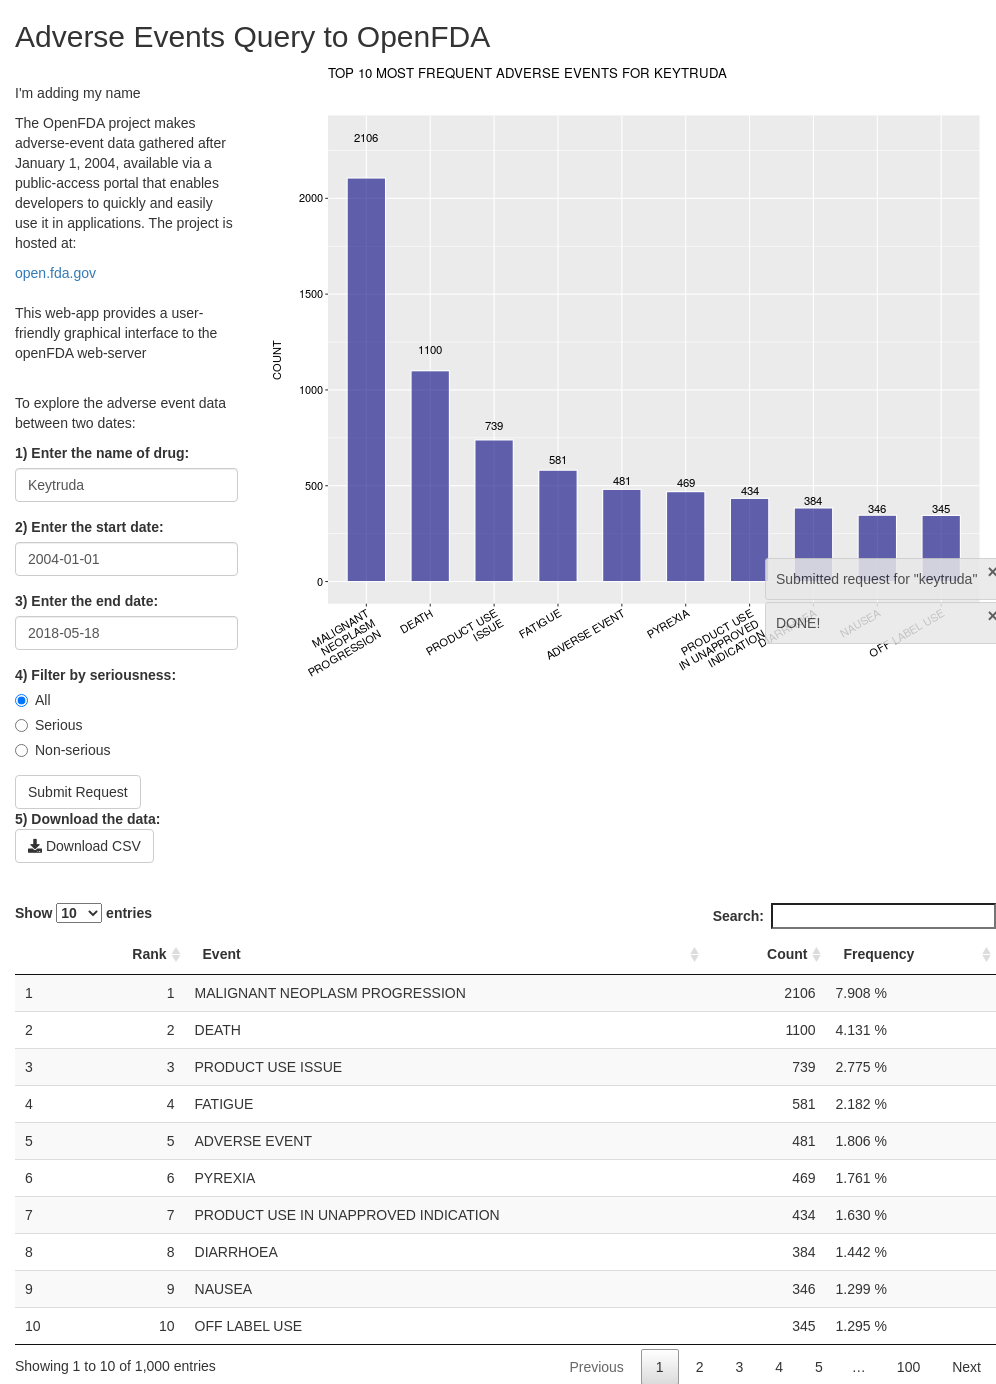 Adverse Events Query to OpenFDA
I'm adding my name
The OpenFDA project makes
adverse-event data gathered after
January 1, 2004, available via a
public-access portal that enables
developers to quickly and easily
use it in applications. The project is
hosted at:
open.fda.gov
This web-app provides a user-
friendly graphical interface to the
openFDA web-server
To explore the adverse event data
between two dates:
1) Enter the name of drug:
Keytruda
2) Enter the start date:
2004-01-01
3) Enter the end date:
2018-05-18
4) Filter by seriousness:
All
Serious
Non-serious
Submit Request
5) Download the data:
Download CSV
TOP 10 MOST FREQUENT ADVERSE EVENTS FOR KEYTRUDA
COUNT
2000
1500
1000
500
0
2106
1100
739
581
481
469
434
384
346
345
MALIGNANT
NEOPLASM
PROGRESSION
DEATH
PRODUCT USE
ISSUE
FATIGUE
ADVERSE EVENT
PYREXIA
PRODUCT USE
IN UNAPPROVED
INDICATION
DIARRHOEA
NAUSEA
OFF LABEL USE
Submitted request for "keytruda" ×
DONE! ×
Show 10 entries
Search:
Rank Event Count Frequency
1 1 MALIGNANT NEOPLASM PROGRESSION 2106 7.908 %
2 2 DEATH 1100 4.131 %
3 3 PRODUCT USE ISSUE 739 2.775 %
4 4 FATIGUE 581 2.182 %
5 5 ADVERSE EVENT 481 1.806 %
6 6 PYREXIA 469 1.761 %
7 7 PRODUCT USE IN UNAPPROVED INDICATION 434 1.630 %
8 8 DIARRHOEA 384 1.442 %
9 9 NAUSEA 346 1.299 %
10 10 OFF LABEL USE 345 1.295 %
Showing 1 to 10 of 1,000 entries
Previous 1 2 3 4 5 … 100 Next